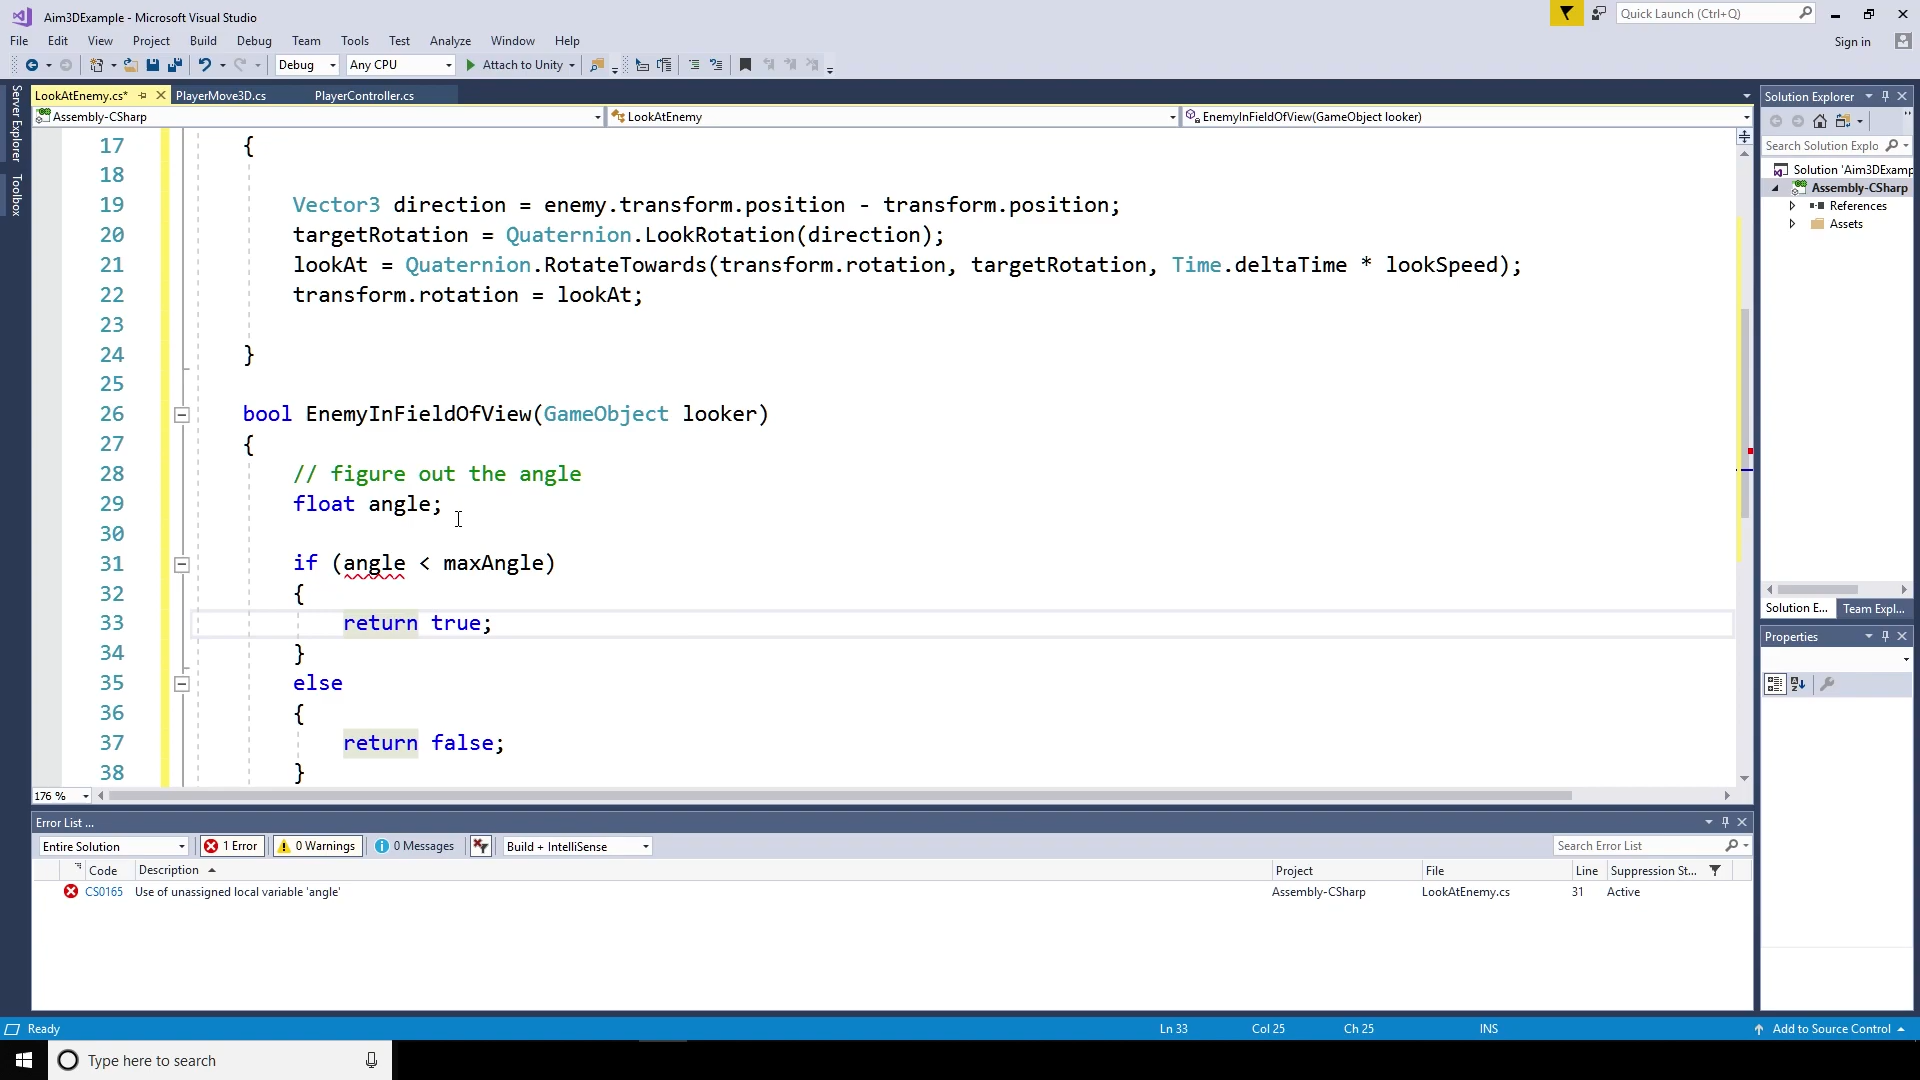 Aim3DExample - Microsoft Visual Studio
Quick Launch (Ctrl+Q)
File Edit View Project Build Debug Team Tools Test Analyze Window Help
Sign in
Debug Any CPU Attach to Unity
LookAtEnemy.cs* PlayerMove3D.cs PlayerController.cs
Assembly-CSharp LookAtEnemy EnemyInFieldOfView(GameObject looker)
Server Explorer
Toolbox
17 {
18
19 Vector3 direction = enemy.transform.position - transform.position;
20 targetRotation = Quaternion.LookRotation(direction);
21 lookAt = Quaternion.RotateTowards(transform.rotation, targetRotation, Time.deltaTime * lookSpeed);
22 transform.rotation = lookAt;
23
24 }
25
26 bool EnemyInFieldOfView(GameObject looker)
27 {
28 // figure out the angle
29 float angle;
30
31 if (angle < maxAngle)
32 {
33 return true;
34 }
35 else
36 {
37 return false;
38 }
176 %
Solution Explorer
Search Solution Explo
Solution 'Aim3DExamp
Assembly-CSharp
References
Assets
Solution E... Team Expl...
Properties
Error List ...
Entire Solution 1 Error 0 Warnings 0 Messages Build + IntelliSense Search Error List
Code Description Project File Line Suppression St...
CS0165 Use of unassigned local variable 'angle' Assembly-CSharp LookAtEnemy.cs 31 Active
Ready Ln 33 Col 25 Ch 25 INS Add to Source Control
Type here to search